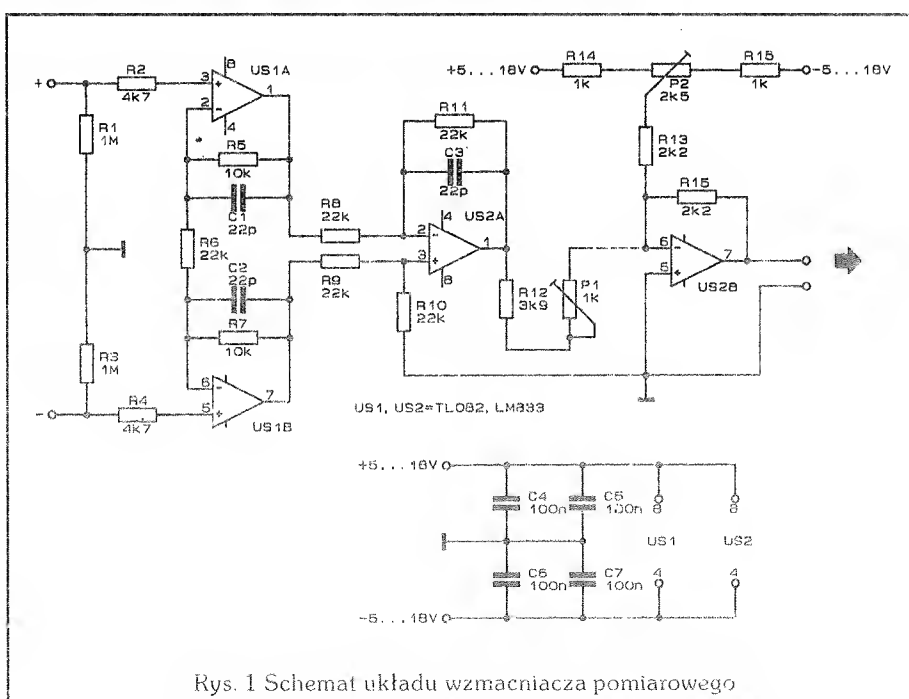 +
R2
4k7
3
8
US1A
2
1
4
R1
1M
R5
10k
C1
22p
R6
22k
C2
22p
R7
10k
R3
1M
6
5
7
US1B
-
R4
4k7
R8
22k
R9
22k
R11
22k
C3
22p
US2A
4
2
3
1
8
R10
22k
R12
3k9
P1
1k
+5...18V
R14
1k
P2
2k5
R15
1k
-5...18V
R13
2k2
R15
2k2
6
5
7
US2B
US1, US2=TL082, LM833
+5...18V
C4
100n
C5
100n
8
8
US1
US2
C6
100n
C7
100n
4
4
-5...18V
Rys. 1 Schemat układu wzmacniacza pomiarowego